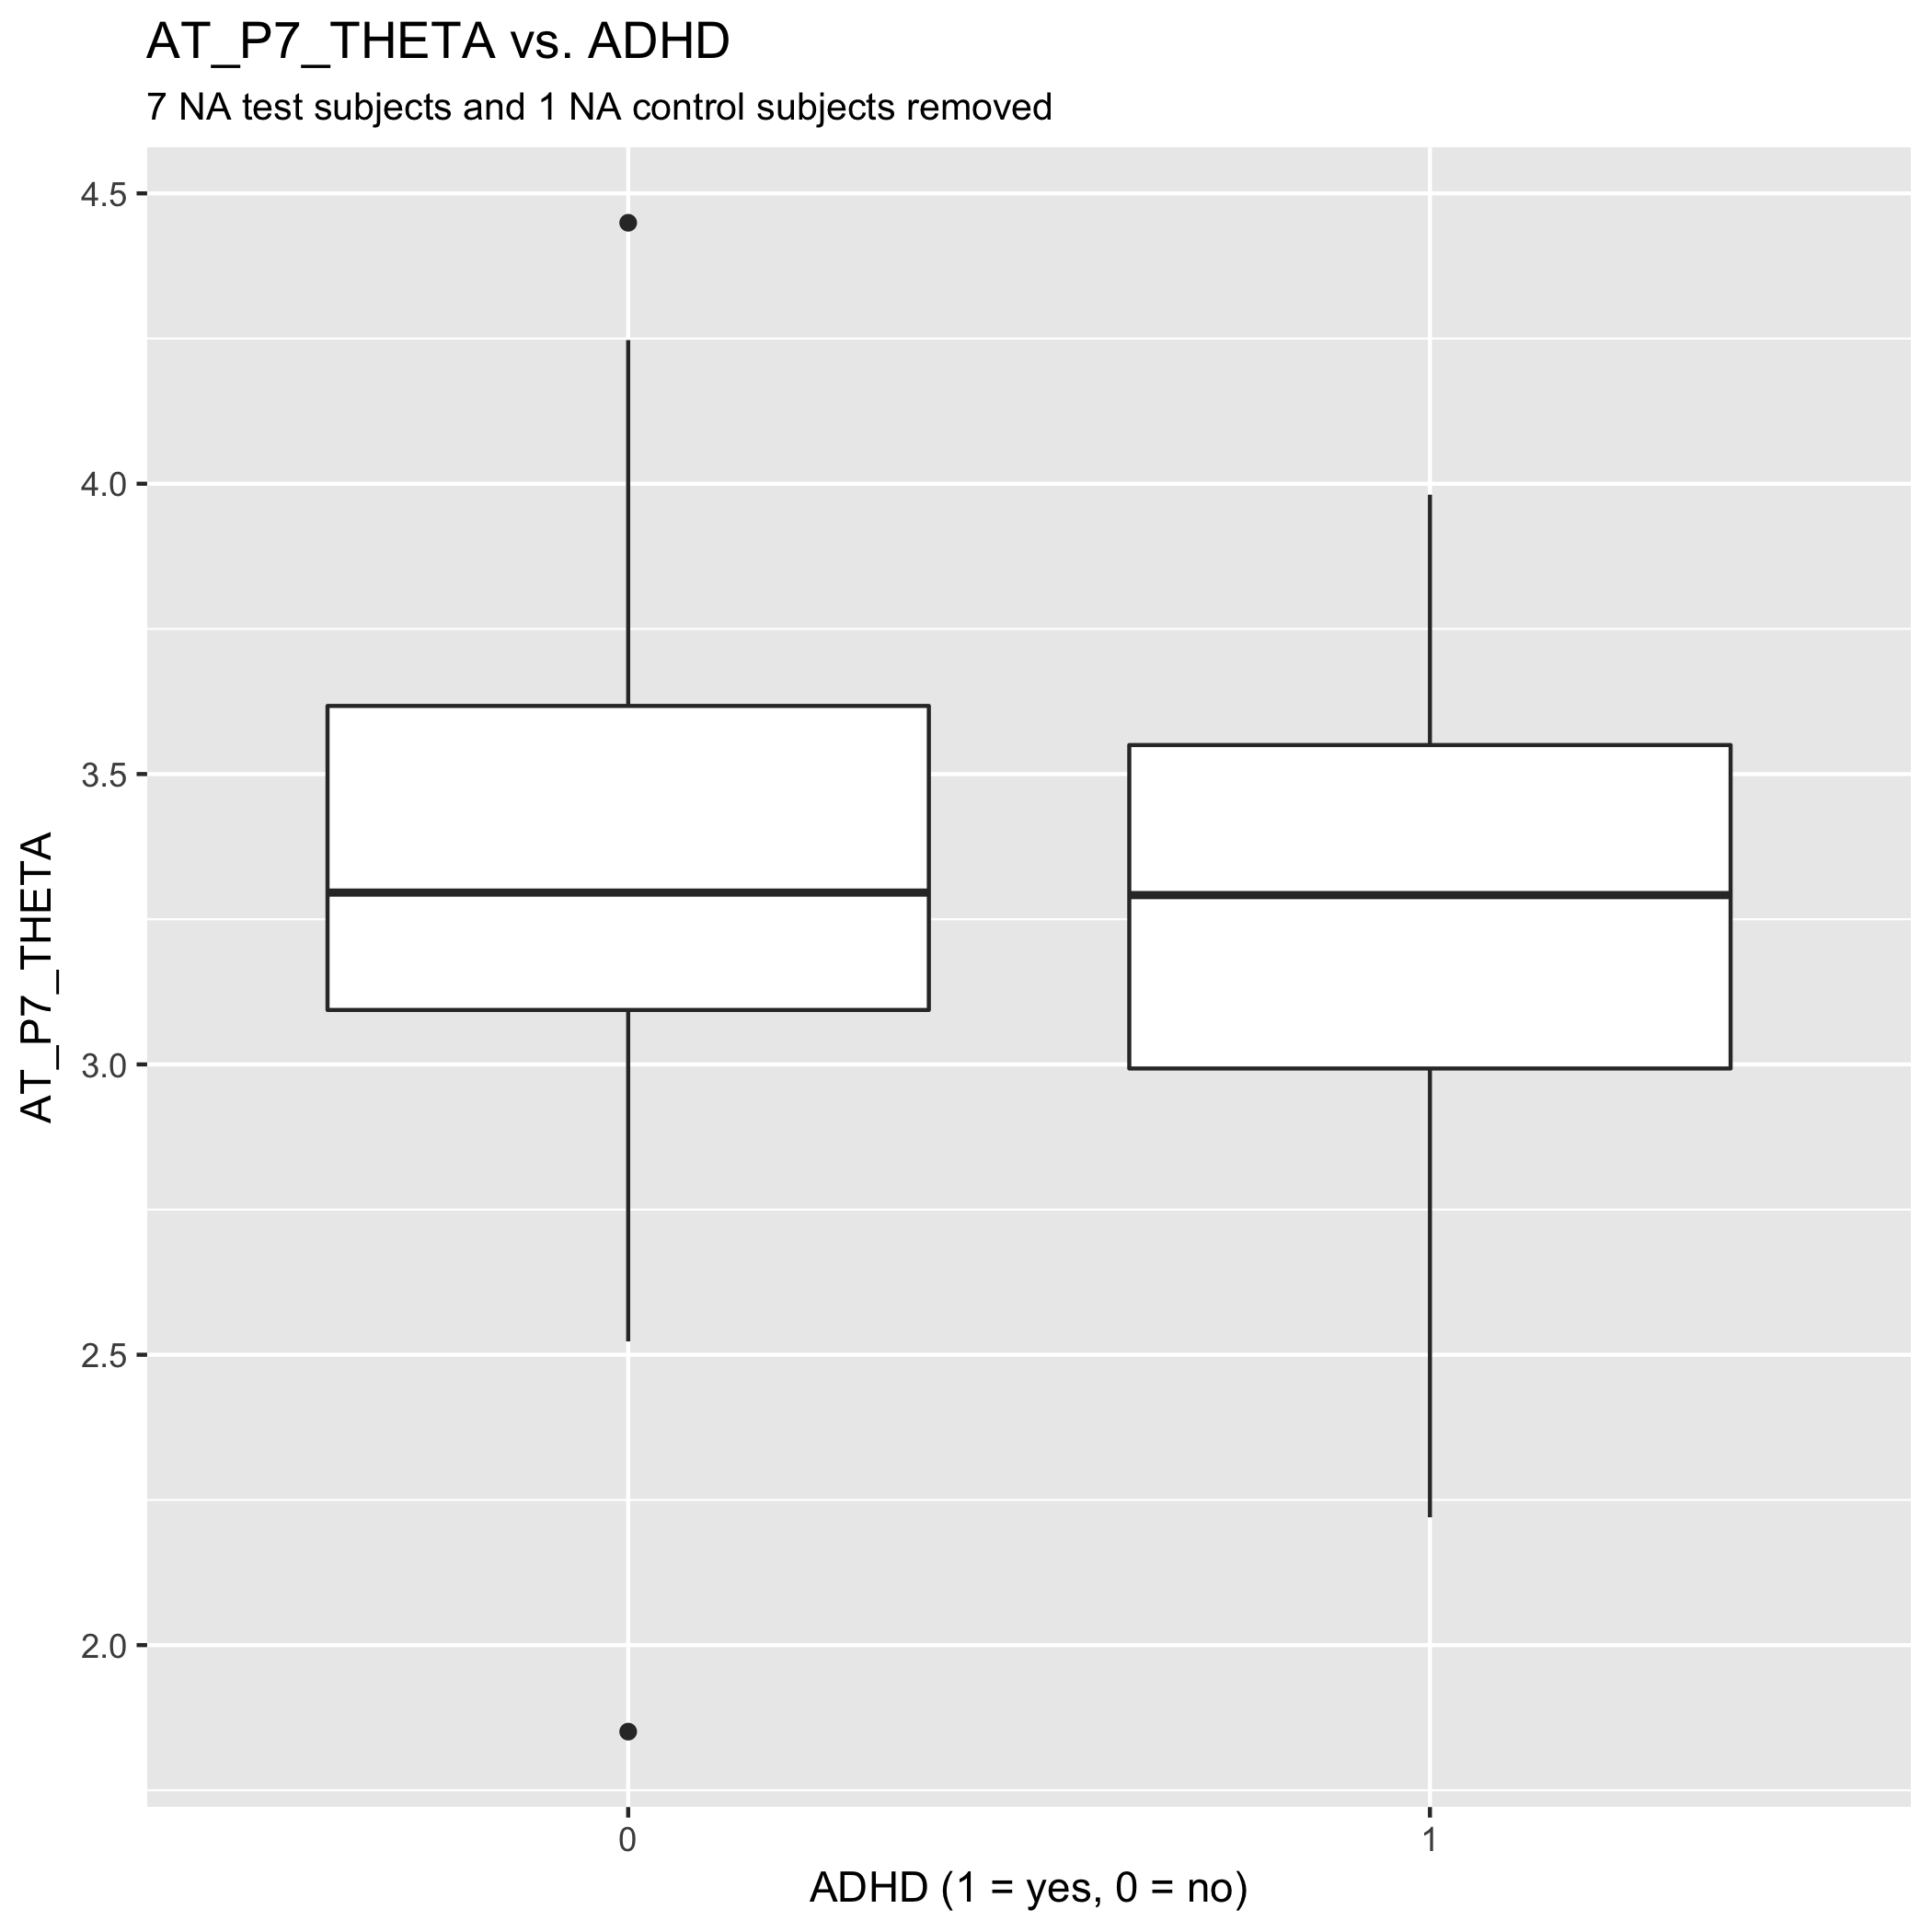 AT_P7_THETA vs. ADHD
7 NA test subjects and 1 NA control subjects removed
AT_P7_THETA
4.5
4.0
3.5
3.0
2.5
2.0
0 1
ADHD (1 = yes, 0 = no)